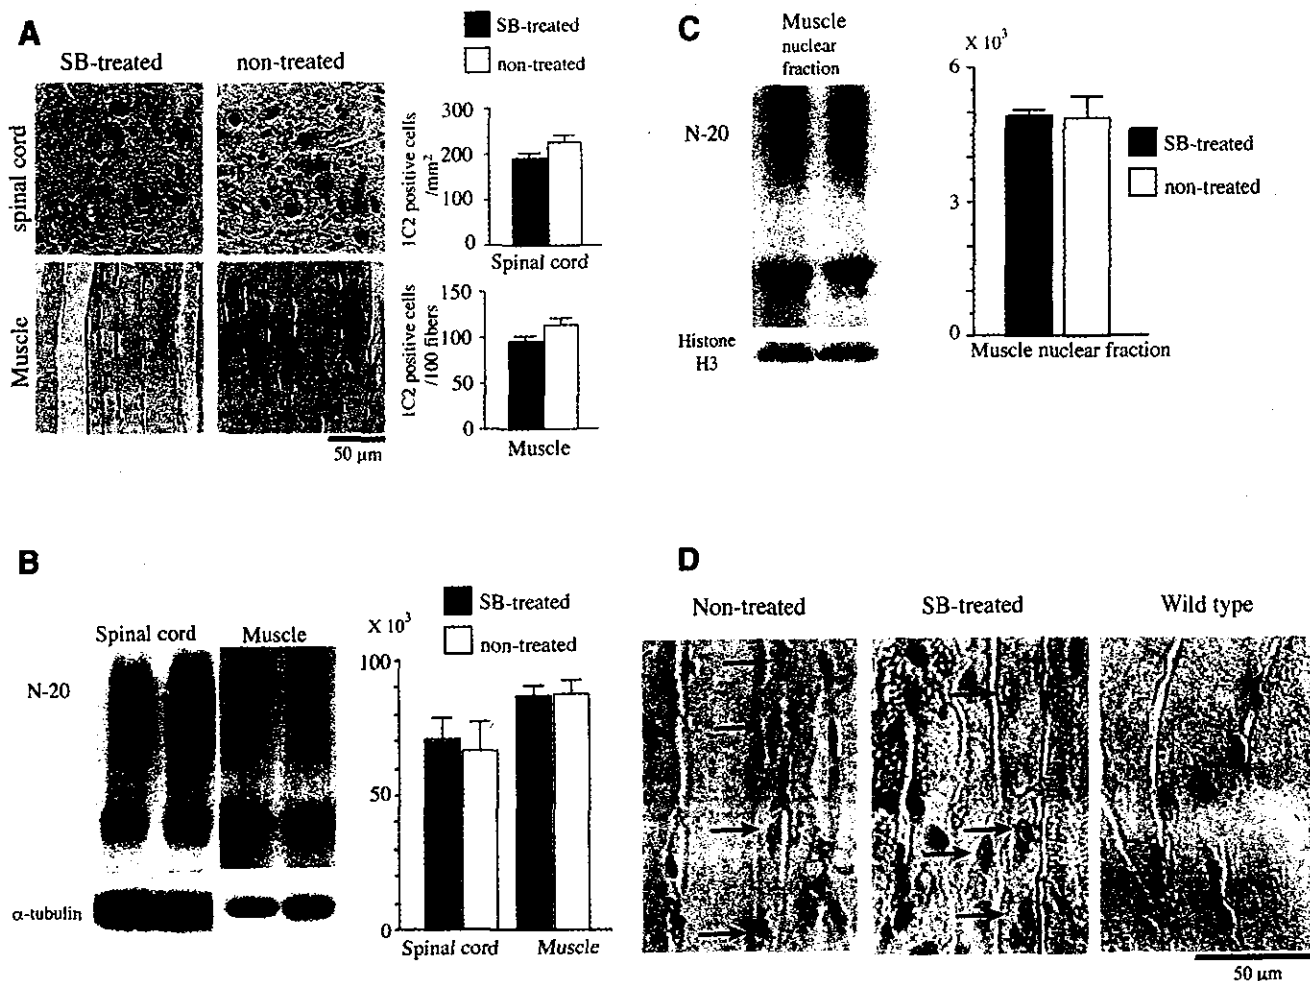 A
SB-treated
non-treated
spinal cord
Muscle
50 µm
SB-treated
non-treated
1C2 positive cells
/mm²
300
200
100
0
Spinal cord
1C2 positive cells
/100 fibers
150
100
50
0
Muscle
C
Muscle
nuclear
fraction
N-20
Histone
H3
X 10³
6
3
0
Muscle nuclear fraction
SB-treated
non-treated
B
Spinal cord
Muscle
N-20
α-tubulin
X 10³
100
50
0
Spinal cord
Muscle
SB-treated
non-treated
D
Non-treated
SB-treated
Wild type
50 µm